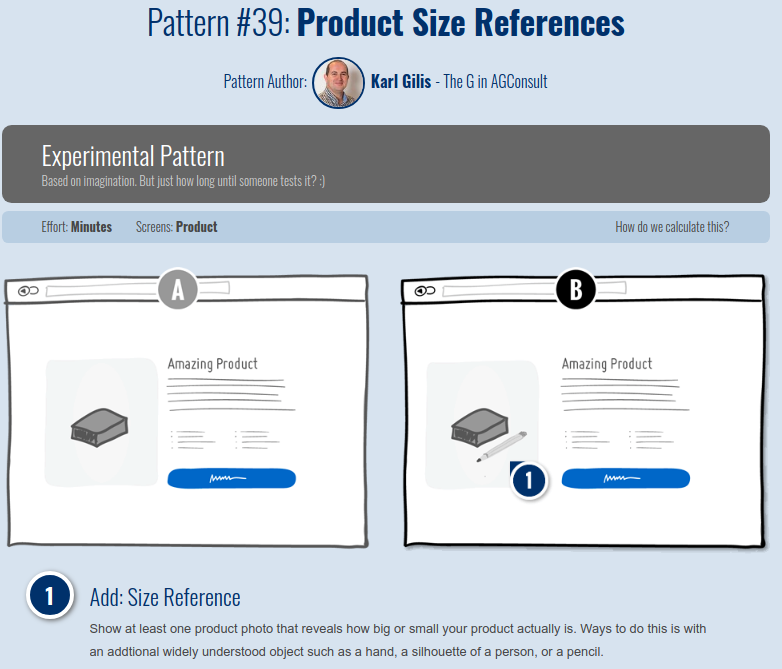 Pattern #39: Product Size References
Pattern Author: Karl Gilis - The G in AGConsult
Experimental Pattern
Based on imagination. But just how long until someone tests it? :)
Effort: Minutes Screens: Product How do we calculate this?
A B
Amazing Product Amazing Product
1
1 Add: Size Reference
Show at least one product photo that reveals how big or small your product actually is. Ways to do this is with
an addtional widely understood object such as a hand, a silhouette of a person, or a pencil.